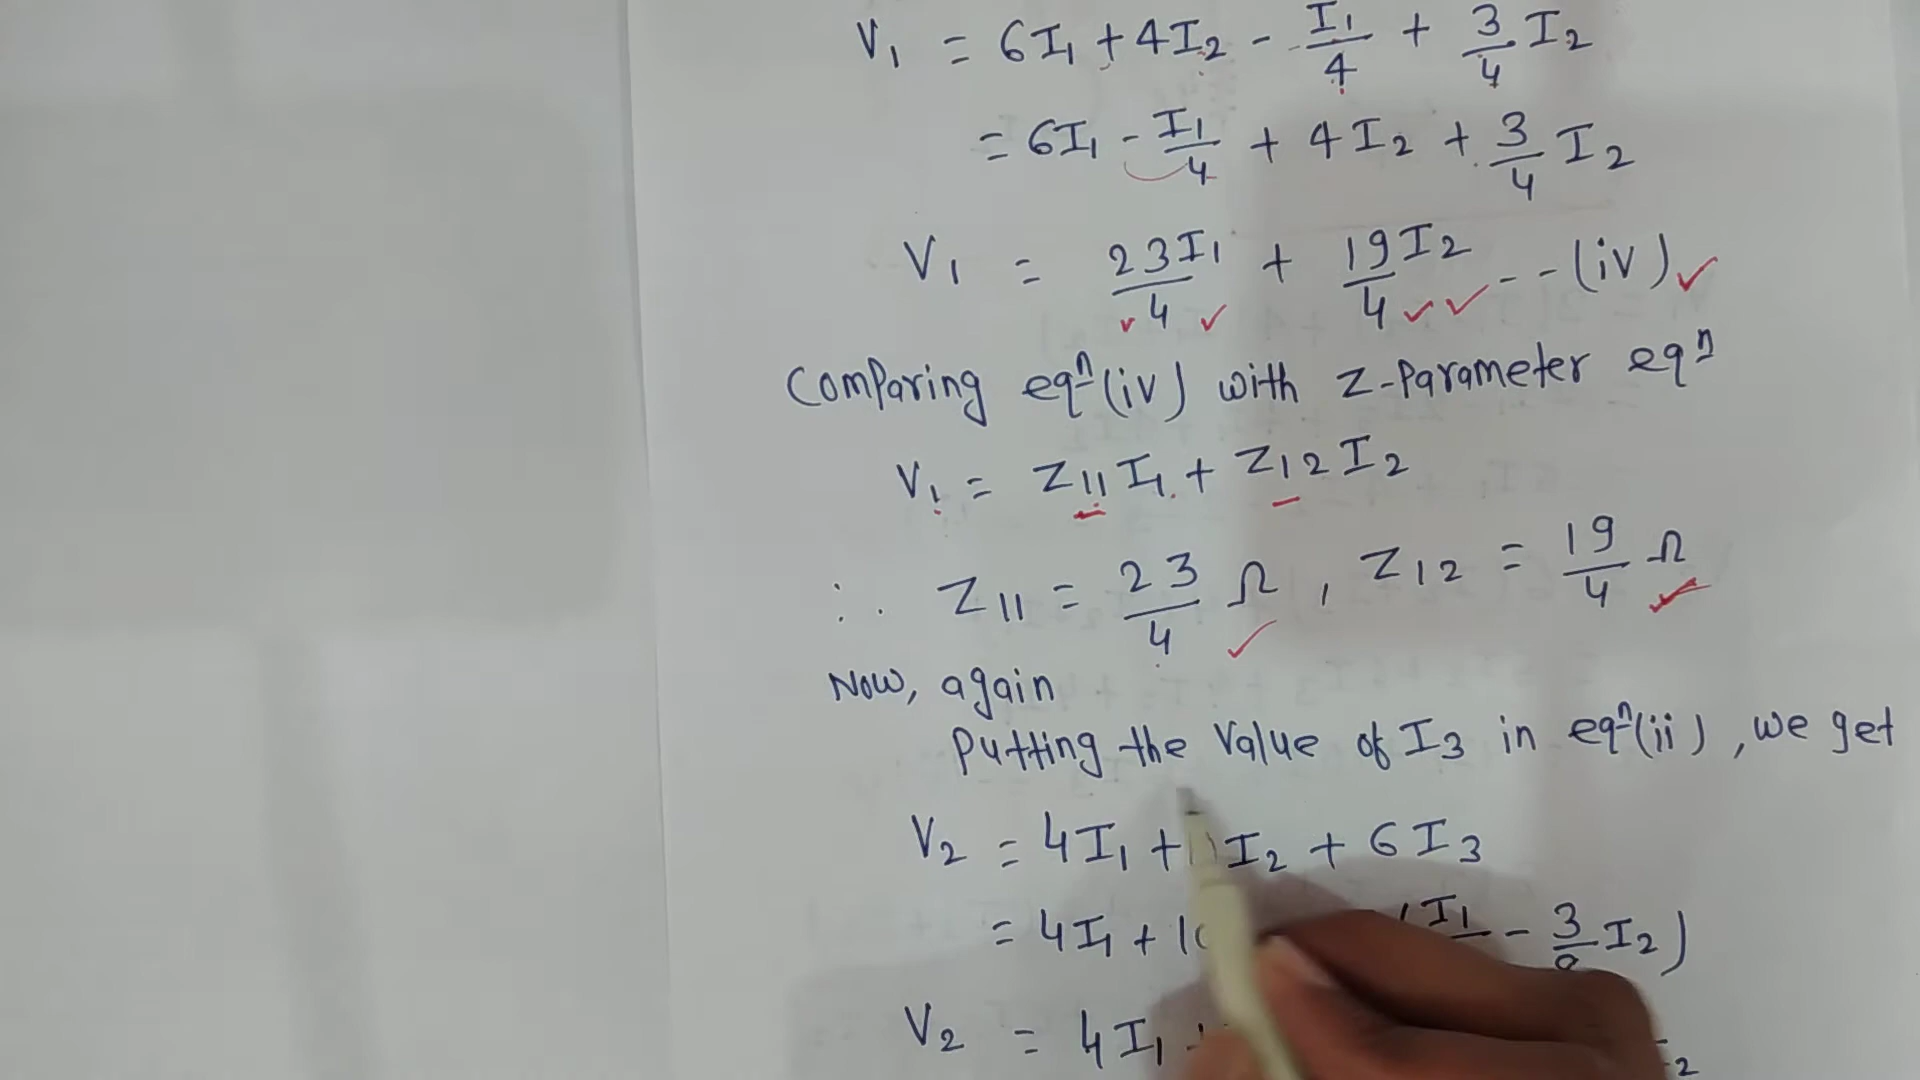 V₁ = 6I₁ + 4I₂ - I₁/4 + 3/4 I₂
= 6I₁ - I₁/4 + 4I₂ + 3/4 I₂
V₁ = 23I₁/4 + 19I₂/4 - - (iv)
Comparing eqⁿ(iv) with Z-Parameter eqⁿ
V₁ = Z₁₁I₁ + Z₁₂I₂
∴ Z₁₁ = 23/4 Ω, Z₁₂ = 19/4 Ω
Now, again
Putting the Value of I₃ in eqⁿ(ii), we get
V₂ = 4I₁ + I₂ + 6I₃
= 4I₁ + (I₁ - 3/8 I₂)
V₂ = 4I₁ +